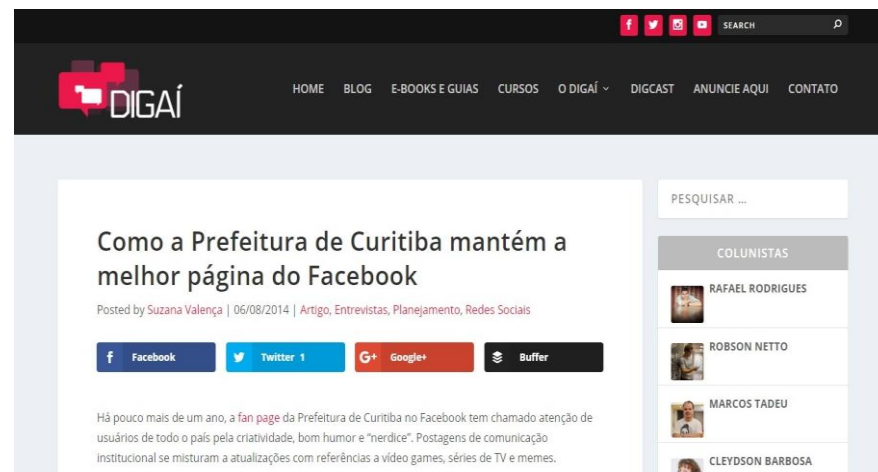 SEARCH
DIGAÍ
HOME BLOG E-BOOKS E GUIAS CURSOS O DIGAÍ DIGCAST ANUNCIE AQUI CONTATO
Como a Prefeitura de Curitiba mantém a
melhor página do Facebook
Posted by Suzana Valença | 06/08/2014 | Artigo, Entrevistas, Planejamento, Redes Sociais
f Facebook Twitter 1 G+ Google+ Buffer
Há pouco mais de um ano, a fan page da Prefeitura de Curitiba no Facebook tem chamado atenção de
usuários de todo o país pela criatividade, bom humor e “nerdice”. Postagens de comunicação
institucional se misturam a atualizações com referências a vídeo games, séries de TV e memes.
PESQUISAR ...
COLUNISTAS
RAFAEL RODRIGUES
ROBSON NETTO
MARCOS TADEU
CLEYDSON BARBOSA